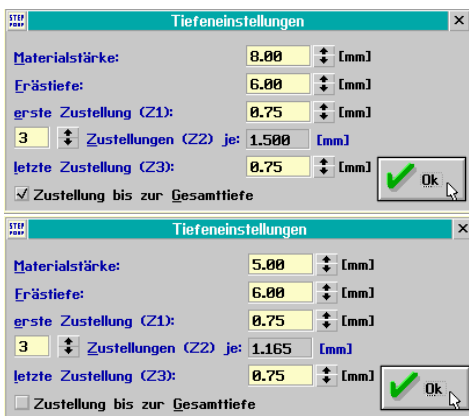 STEP FOUR Tiefeneinstellungen ×
Materialstärke: 8.00 [mm]
Frästiefe: 6.00 [mm]
erste Zustellung (Z1): 0.75 [mm]
3 Zustellungen (Z2) je: 1.500 [mm]
letzte Zustellung (Z3): 0.75 [mm]
Ok
Zustellung bis zur Gesamttiefe
STEP FOUR Tiefeneinstellungen ×
Materialstärke: 5.00 [mm]
Frästiefe: 6.00 [mm]
erste Zustellung (Z1): 0.75 [mm]
3 Zustellungen (Z2) je: 1.165 [mm]
letzte Zustellung (Z3): 0.75 [mm]
Ok
Zustellung bis zur Gesamttiefe